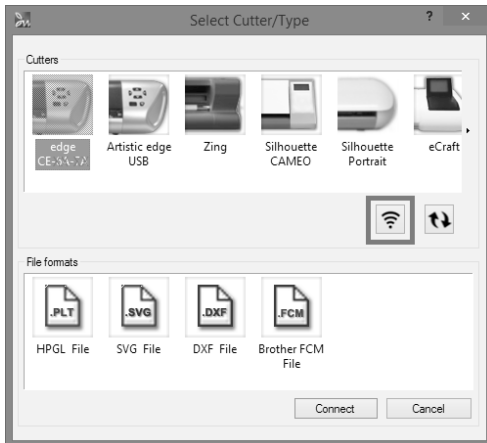 Select Cutter/Type
? ×
Cutters
edge Artistic edge Zing Silhouette Silhouette eCraft
USB CAMEO Portrait
File formats
.PLT .SVG .DXF .FCM
HPGL File SVG File DXF File Brother FCM
File
Connect Cancel